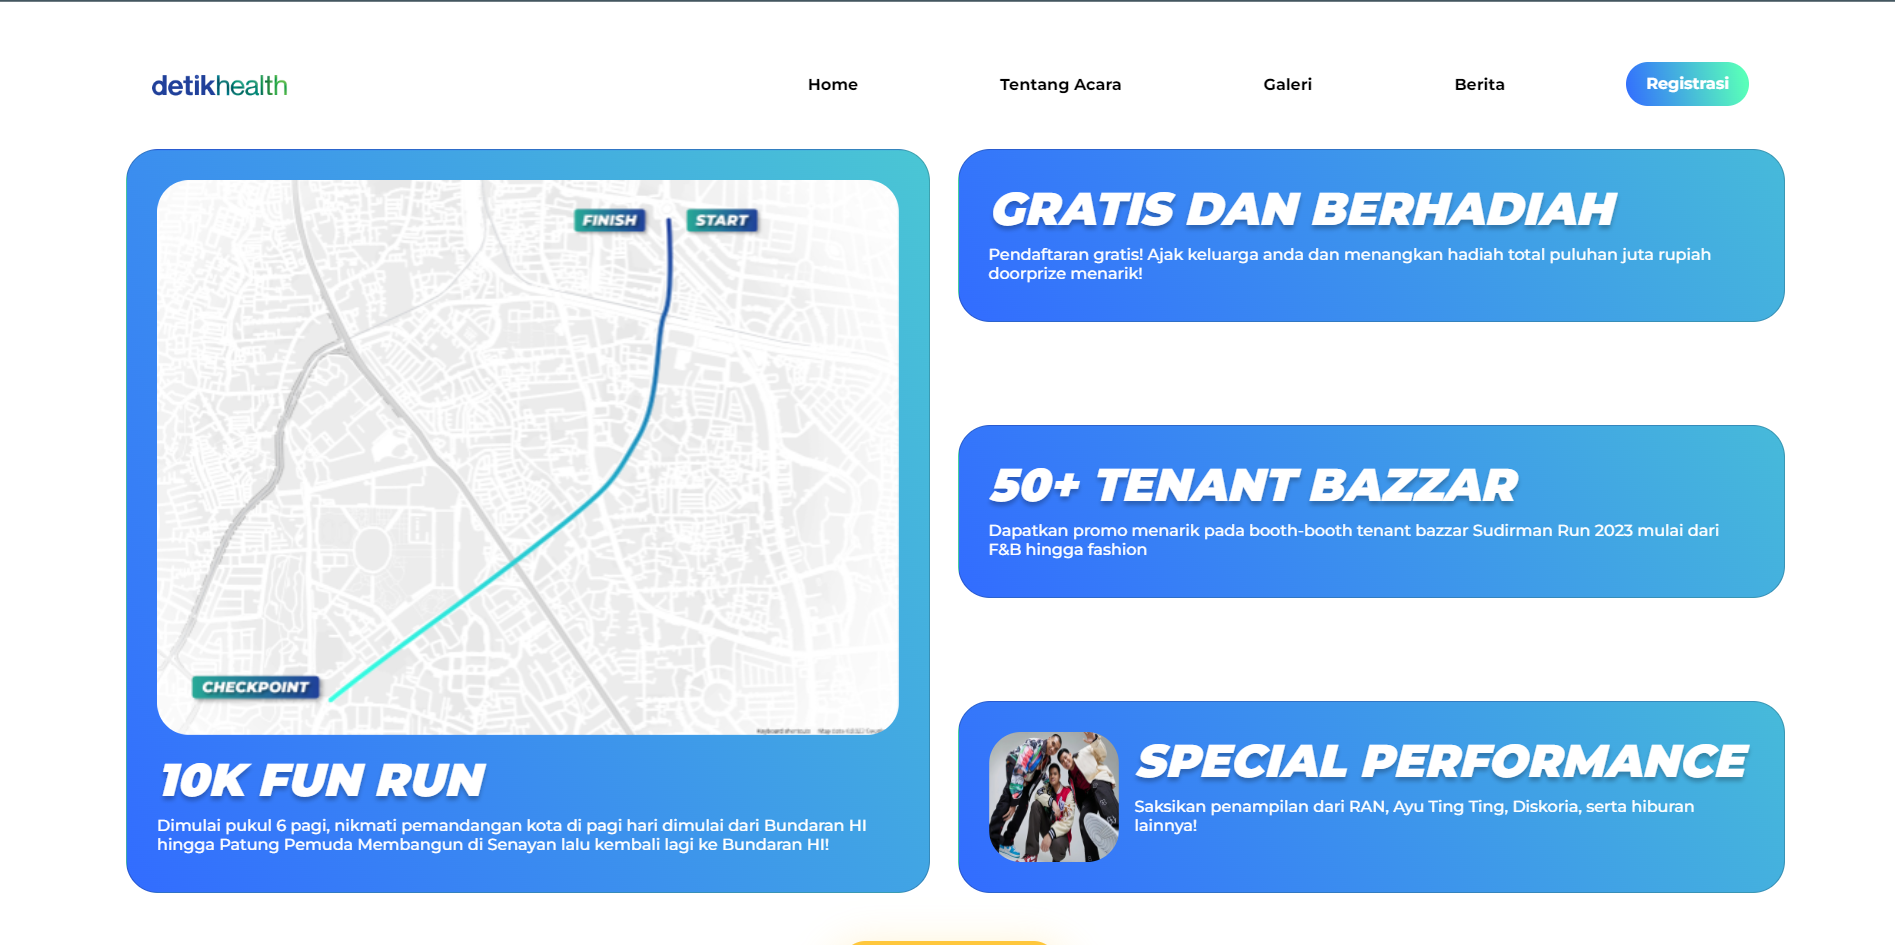 detikhealth
Home
Tentang Acara
Galeri
Berita
Registrasi
FINISH
START
CHECKPOINT
10K FUN RUN
Dimulai pukul 6 pagi, nikmati pemandangan kota di pagi hari dimulai dari Bundaran HI
hingga Patung Pemuda Membangun di Senayan lalu kembali lagi ke Bundaran HI!
GRATIS DAN BERHADIAH
Pendaftaran gratis! Ajak keluarga anda dan menangkan hadiah total puluhan juta rupiah
doorprize menarik!
50+ TENANT BAZZAR
Dapatkan promo menarik pada booth-booth tenant bazzar Sudirman Run 2023 mulai dari
F&B hingga fashion
SPECIAL PERFORMANCE
Saksikan penampilan dari RAN, Ayu Ting Ting, Diskoria, serta hiburan
lainnya!